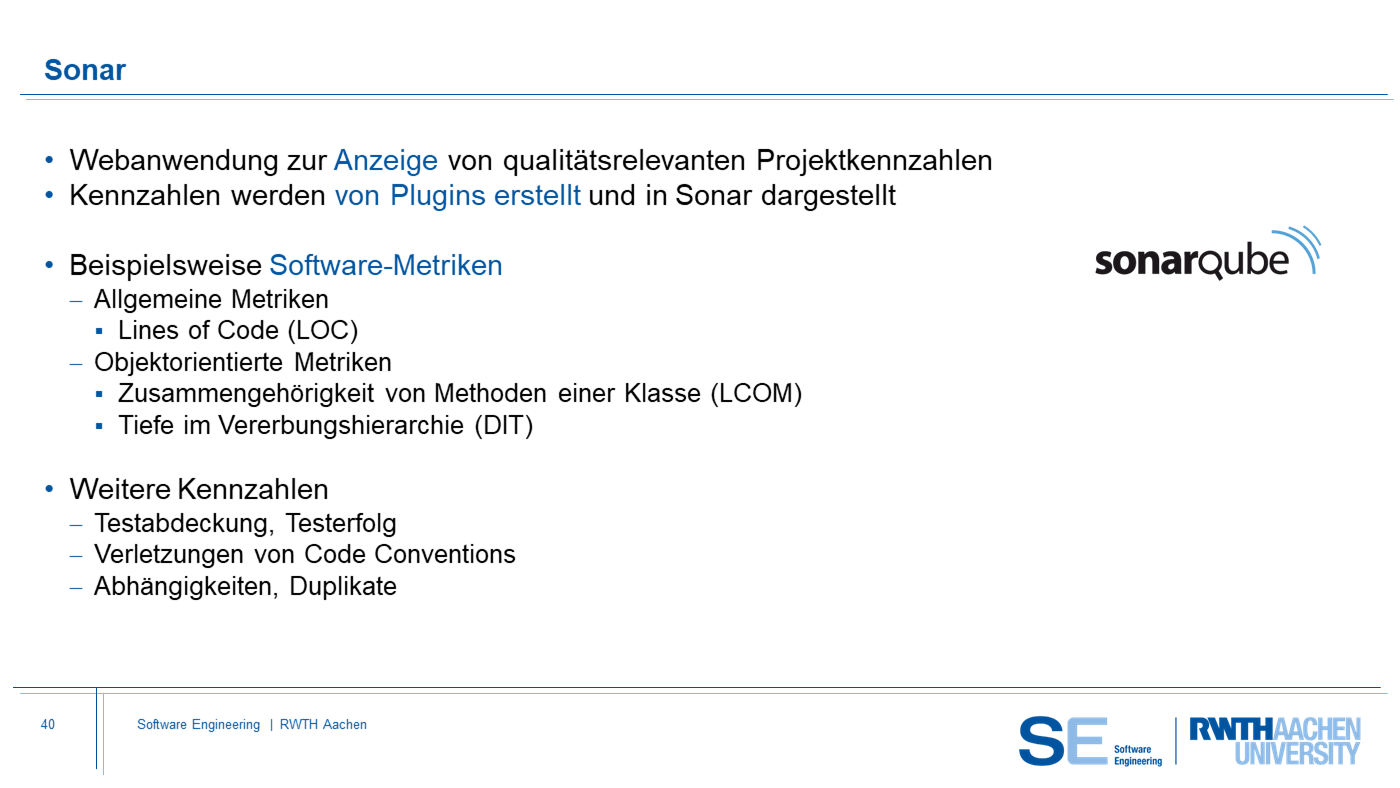 Sonar
• Webanwendung zur Anzeige von qualitätsrelevanten Projektkennzahlen
• Kennzahlen werden von Plugins erstellt und in Sonar dargestellt
• Beispielsweise Software-Metriken
– Allgemeine Metriken
▪ Lines of Code (LOC)
– Objektorientierte Metriken
▪ Zusammengehörigkeit von Methoden einer Klasse (LCOM)
▪ Tiefe im Vererbungshierarchie (DIT)
• Weitere Kennzahlen
– Testabdeckung, Testerfolg
– Verletzungen von Code Conventions
– Abhängigkeiten, Duplikate
sonarqube
40
Software Engineering | RWTH Aachen
SE Software
Engineering
RWTHAACHEN
UNIVERSITY